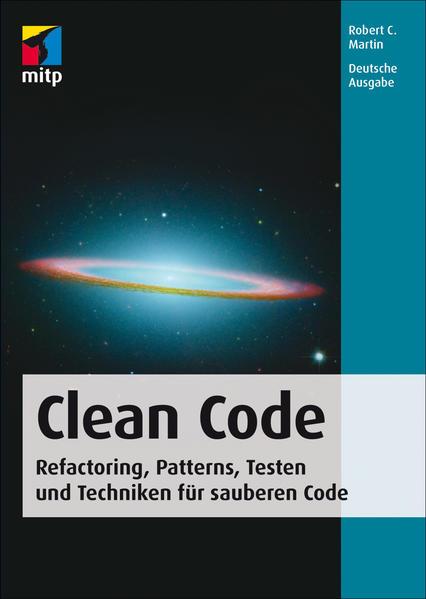 mitp
Robert C.
Martin
Deutsche
Ausgabe
Clean Code
Refactoring, Patterns, Testen
und Techniken für sauberen Code